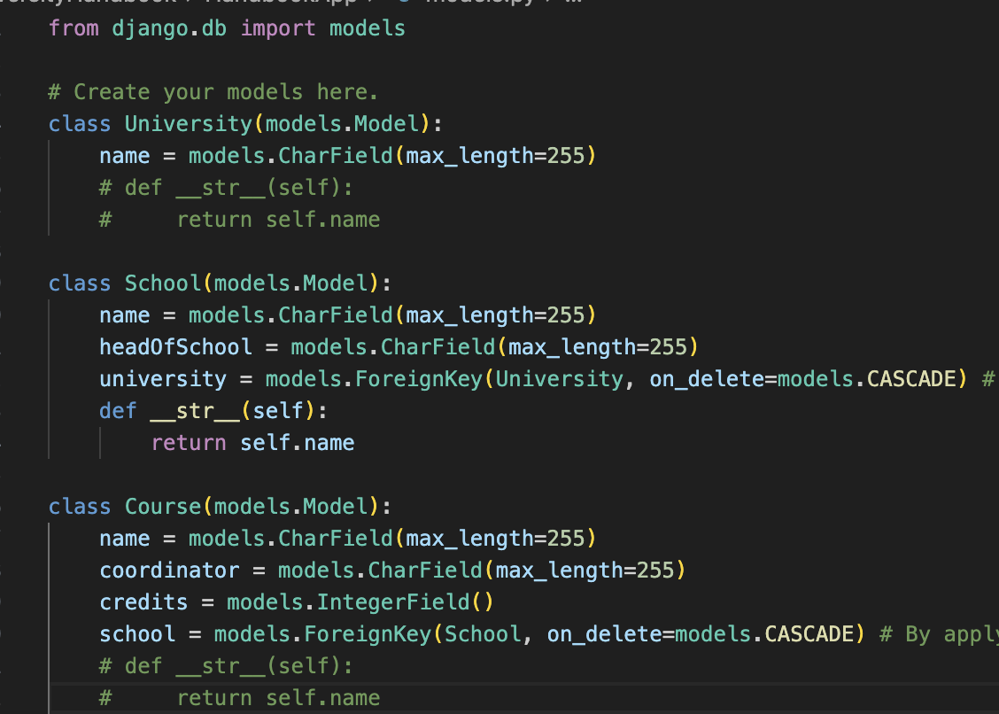 from django.db import models

# Create your models here.
class University(models.Model):
    name = models.CharField(max_length=255)
    # def __str__(self):
    #     return self.name

class School(models.Model):
    name = models.CharField(max_length=255)
    headOfSchool = models.CharField(max_length=255)
    university = models.ForeignKey(University, on_delete=models.CASCADE) #
    def __str__(self):
        return self.name

class Course(models.Model):
    name = models.CharField(max_length=255)
    coordinator = models.CharField(max_length=255)
    credits = models.IntegerField()
    school = models.ForeignKey(School, on_delete=models.CASCADE) # By apply
    # def __str__(self):
    #     return self.name